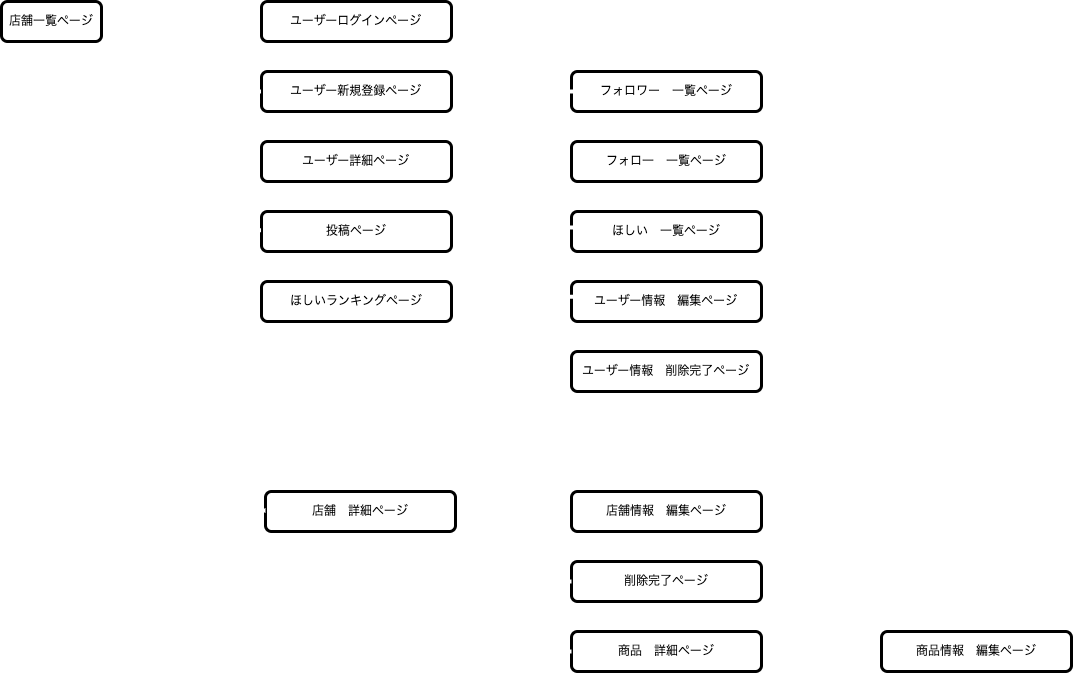 店舗一覧ページ
ユーザーログインページ
ユーザー新規登録ページ
フォロワー　一覧ページ
ユーザー詳細ページ
フォロー　一覧ページ
投稿ページ
ほしい　一覧ページ
ほしいランキングページ
ユーザー情報　編集ページ
ユーザー情報　削除完了ページ
店舗　詳細ページ
店舗情報　編集ページ
削除完了ページ
商品　詳細ページ
商品情報　編集ページ